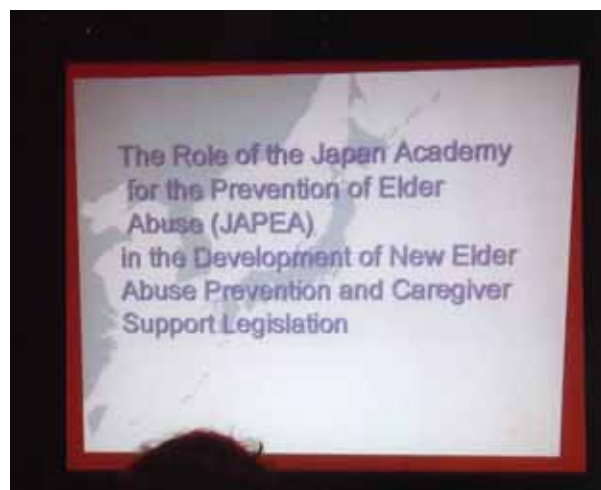 The Role of the Japan Academy
for the Prevention of Elder
Abuse (JAPEA)
in the Development of New Elder
Abuse Prevention and Caregiver
Support Legislation